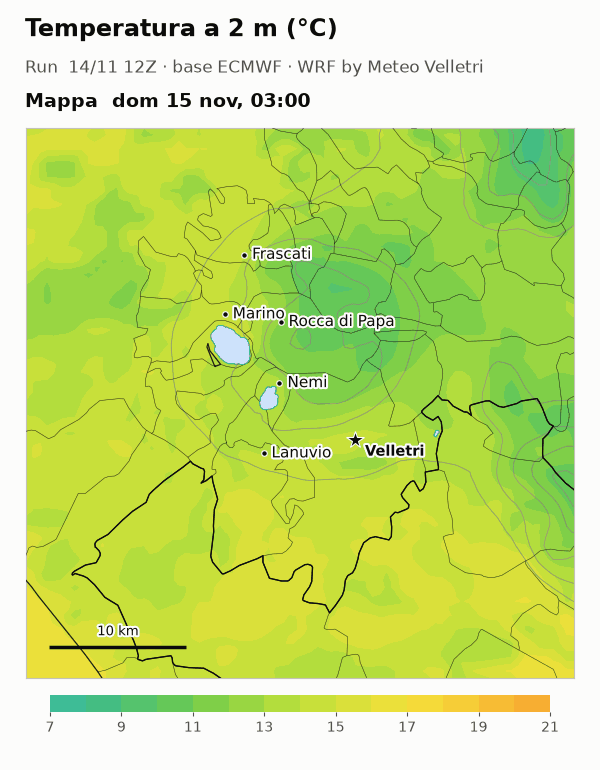 Temperatura a 2 m (°C)
Run  14/11 12Z · base ECMWF · WRF by Meteo Velletri
Mappa  dom 15 nov, 03:00
Frascati
Marino
Rocca di Papa
Nemi
Velletri
Lanuvio
10 km
7 9 11 13 15 17 19 21